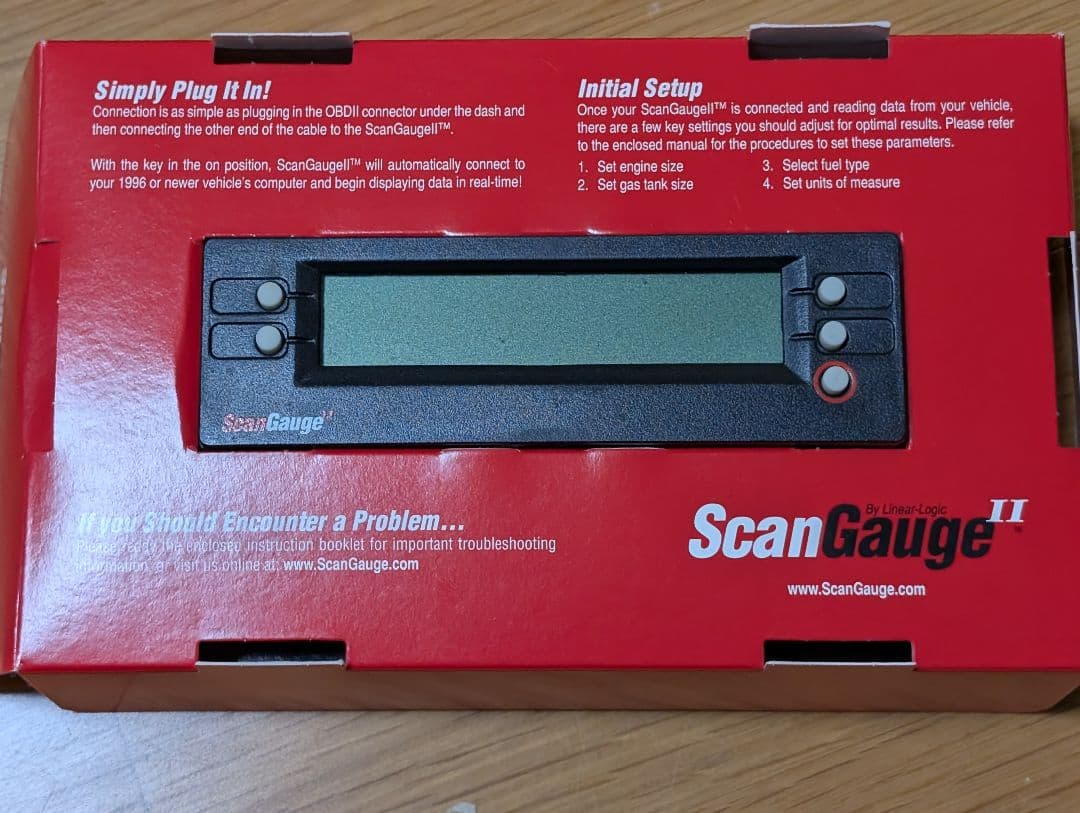 Simply Plug It In!
Connection is as simple as plugging in the OBDII connector under the dash and
then connecting the other end of the cable to the ScanGaugeII™.
With the key in the on position, ScanGaugeII™ will automatically connect to
your 1996 or newer vehicle's computer and begin displaying data in real-time!
Initial Setup
Once your ScanGaugeII™ is connected and reading data from your vehicle,
there are a few key settings you should adjust for optimal results. Please refer
to the enclosed manual for the procedures to set these parameters.
1. Set engine size
2. Set gas tank size
3. Select fuel type
4. Set units of measure
ScanGauge II
If you Should Encounter a Problem...
Please the enclosed instruction booklet for important troubleshooting
information, or visit us online at: www.ScanGauge.com
By Linear-Logic
ScanGauge II™
www.ScanGauge.com